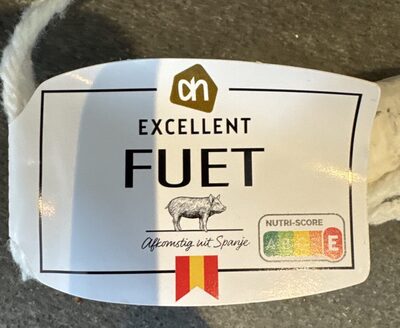 ah
EXCELLENT
FUET
Afkomstig uit Spanje
NUTRI-SCORE
A B C D E